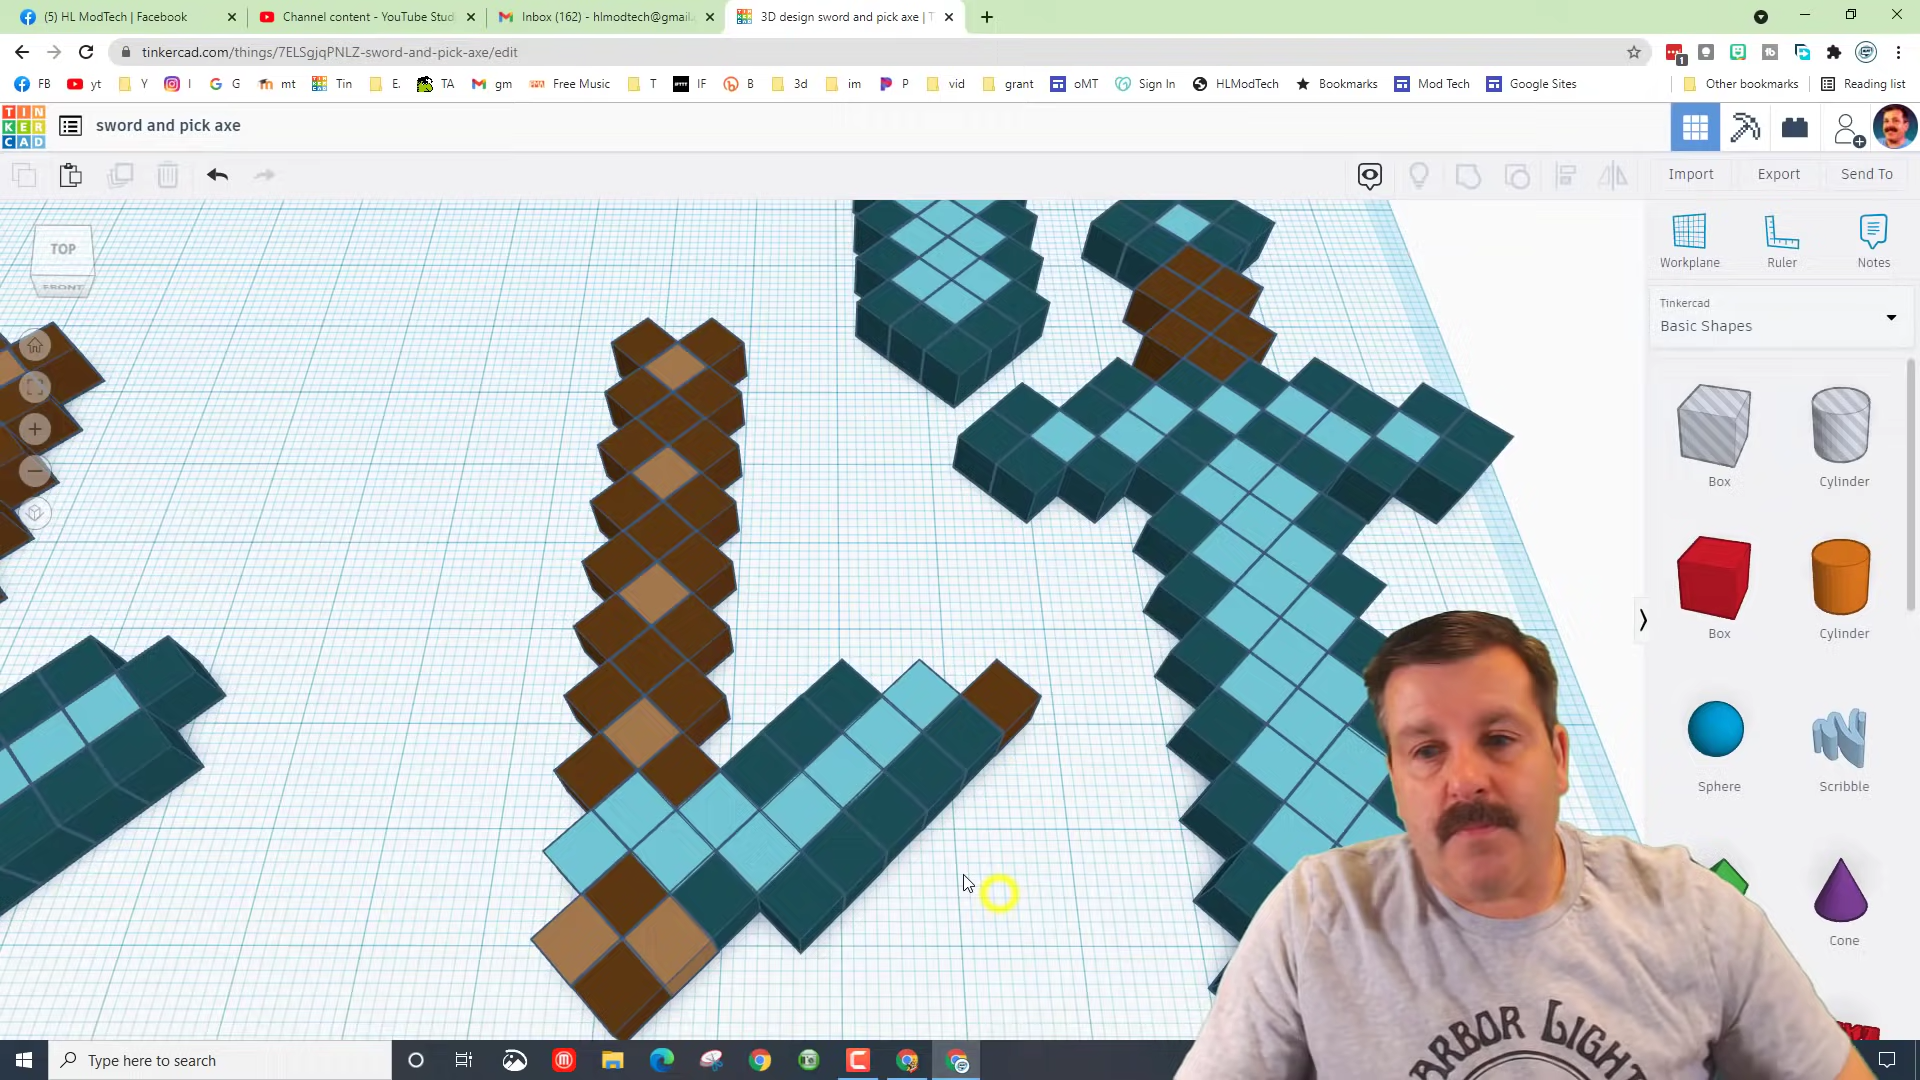 (5) HL ModTech | Facebook
Channel content - YouTube Stud
Inbox (162) - hlmodtech@gmail.
3D design sword and pick axe | T
tinkercad.com/things/7ELSgjqPNLZ-sword-and-pick-axe/edit
1
FB
yt
Y
I
G
mt
Tin
E.
TA
gm
Free Music
T
IF
B
3d
im
P
vid
grant
oMT
Sign In
HLModTech
Bookmarks
Mod Tech
Google Sites
Other bookmarks
Reading list
TIN
KER
CAD
sword and pick axe
Import
Export
Send To
TOP
FRONT
Workplane
Ruler
Notes
Tinkercad
Basic Shapes
Box
Cylinder
Box
Cylinder
Sphere
Scribble
Cone
ARBOR LIGHT
Type here to search